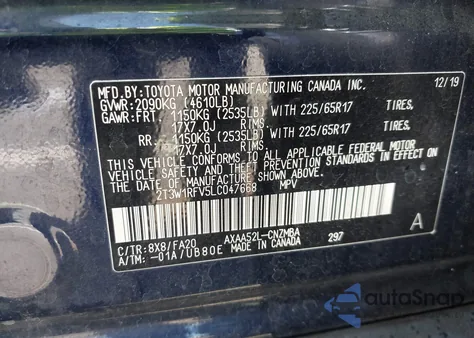 MFD.BY:TOYOTA MOTOR MANUFACTURING CANADA INC. 12/19
GVWR:2090KG (4610LB)
GAWR:FRT 1150KG (2535LB) WITH 225/65R17 TIRES,
17X7.0J RIMS
RR 1150KG (2535LB) WITH 225/65R17 TIRES,
17X7.0J RIMS
THIS VEHICLE CONFORMS TO ALL APPLICABLE FEDERAL MOTOR
VEHICLE SAFETY, BUMPER, AND THEFT PREVENTION STANDARDS IN EFFECT ON
THE DATE OF MANUFACTURE SHOWN ABOVE.
2T3W1RFV5LC047668 MPV
C/TR:8X8/FA20 AXAA52L-CNZMBA A
A/TM: -01A/UB80E MADE IN CANADA 297
autoSnap